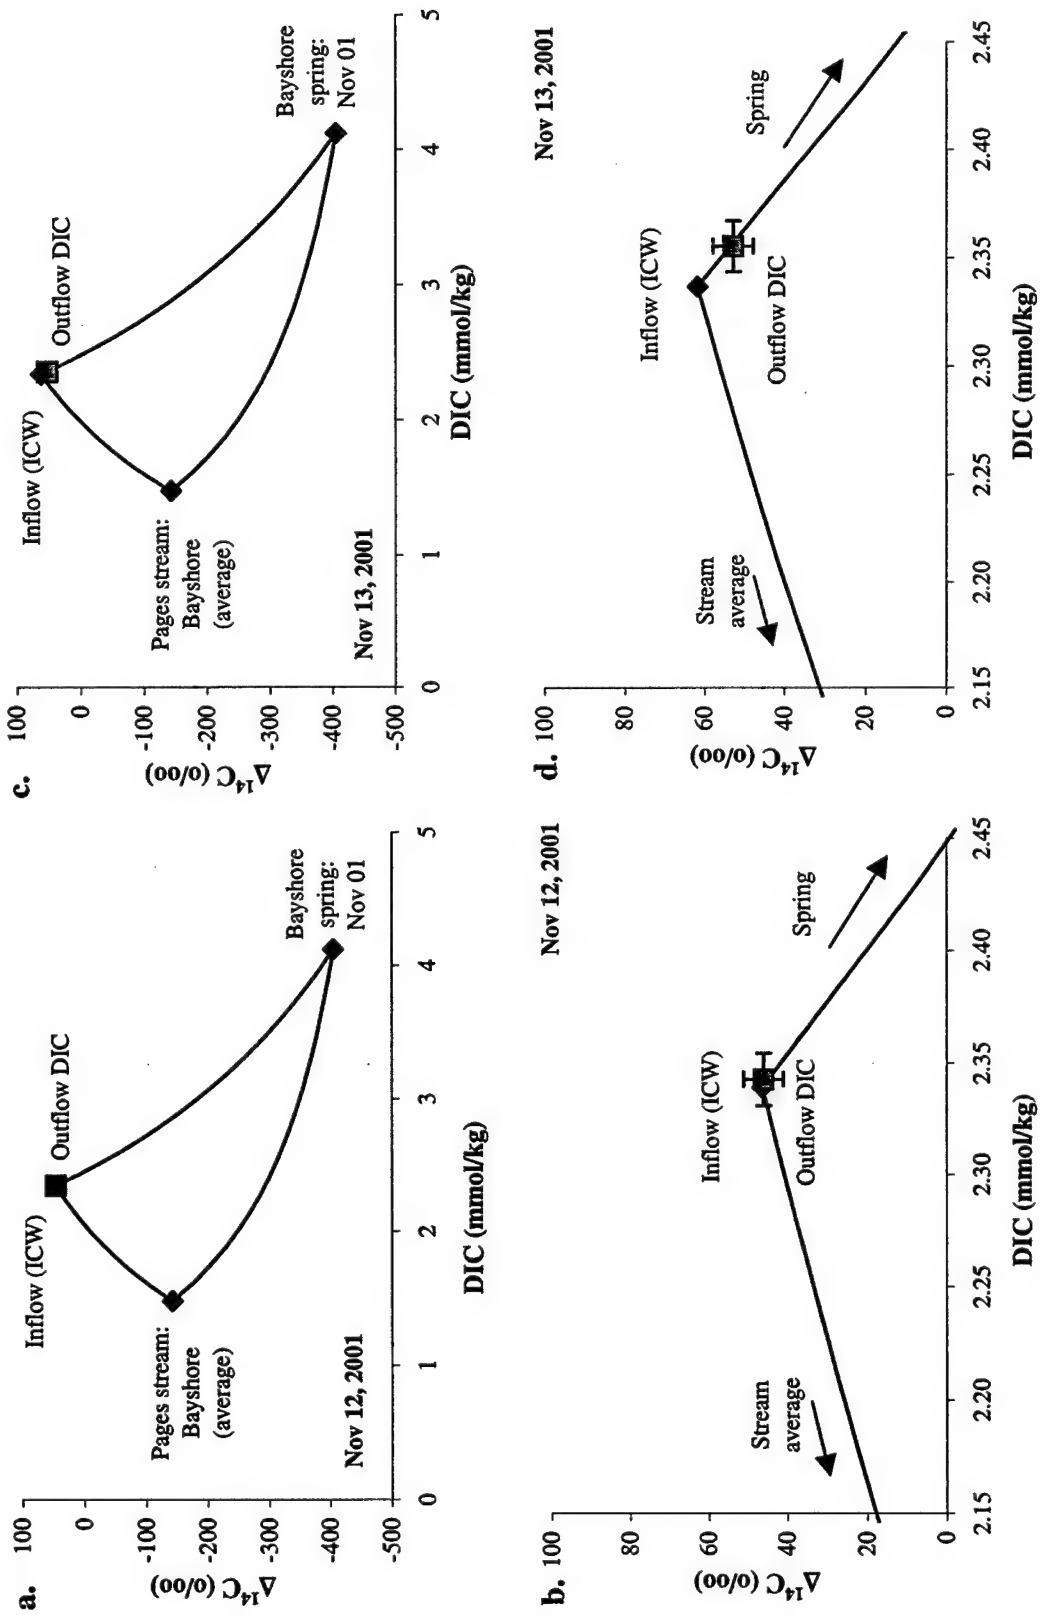 a.
100
0
-100
-200
-300
-400
-500
Δ¹⁴C (o/oo)
Inflow (ICW)
Outflow DIC
Pages stream:
Bayshore
(average)
Bayshore
spring:
Nov 01
Nov 12, 2001
0
1
2
3
4
5
DIC (mmol/kg)
c.
100
0
-100
-200
-300
-400
-500
Δ¹⁴C (o/oo)
Inflow (ICW)
Outflow DIC
Pages stream:
Bayshore
(average)
Bayshore
spring:
Nov 01
Nov 13, 2001
0
1
2
3
4
5
DIC (mmol/kg)
b.
Nov 12, 2001
100
80
60
40
20
0
Δ¹⁴C (o/oo)
Inflow (ICW)
Outflow DIC
Stream
average
Spring
2.15
2.20
2.25
2.30
2.35
2.40
2.45
DIC (mmol/kg)
d.
Nov 13, 2001
100
80
60
40
20
0
Δ¹⁴C (o/oo)
Inflow (ICW)
Outflow DIC
Stream
average
Spring
2.15
2.20
2.25
2.30
2.35
2.40
2.45
DIC (mmol/kg)